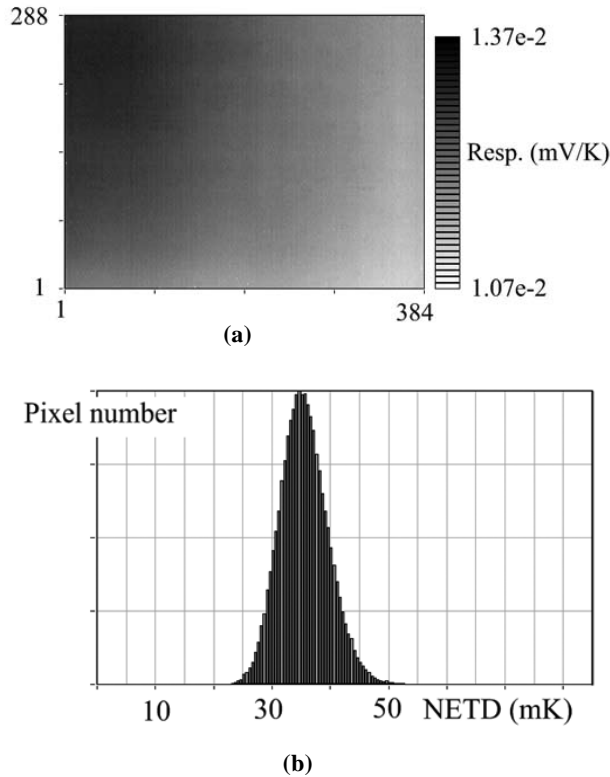 288
1.37e-2
Resp. (mV/K)
1
1.07e-2
1
384
(a)
Pixel number
10
30
50
NETD (mK)
(b)